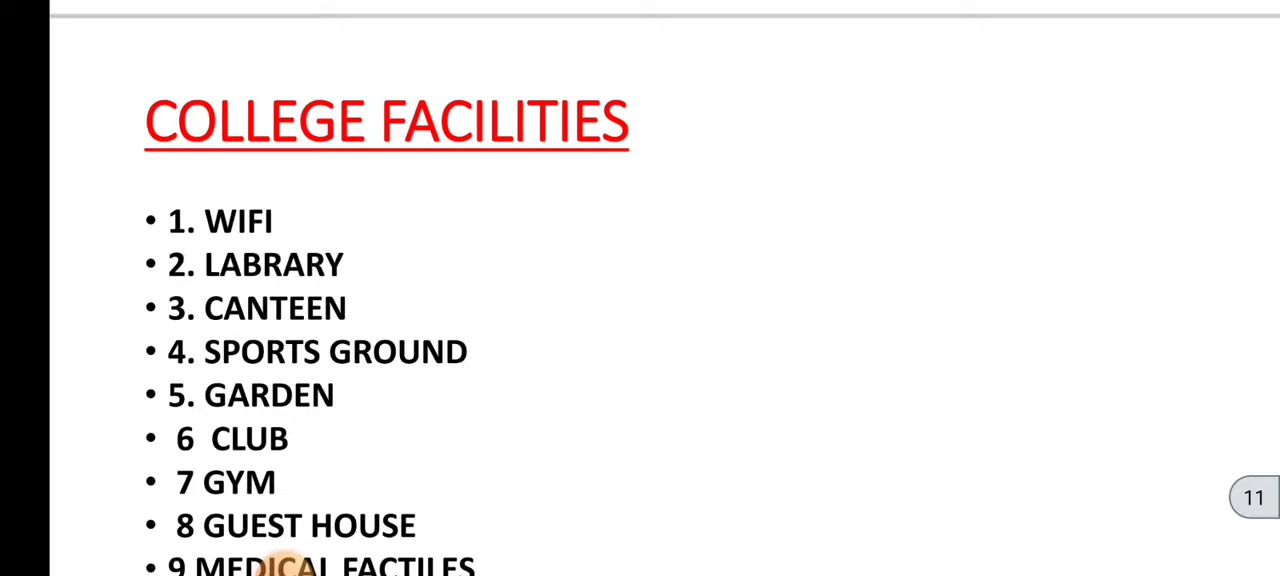 COLLEGE FACILITIES
• 1. WIFI
• 2. LABRARY
• 3. CANTEEN
• 4. SPORTS GROUND
• 5. GARDEN
• 6 CLUB
• 7 GYM
• 8 GUEST HOUSE
• 9 MEDICAL FACTILES
11